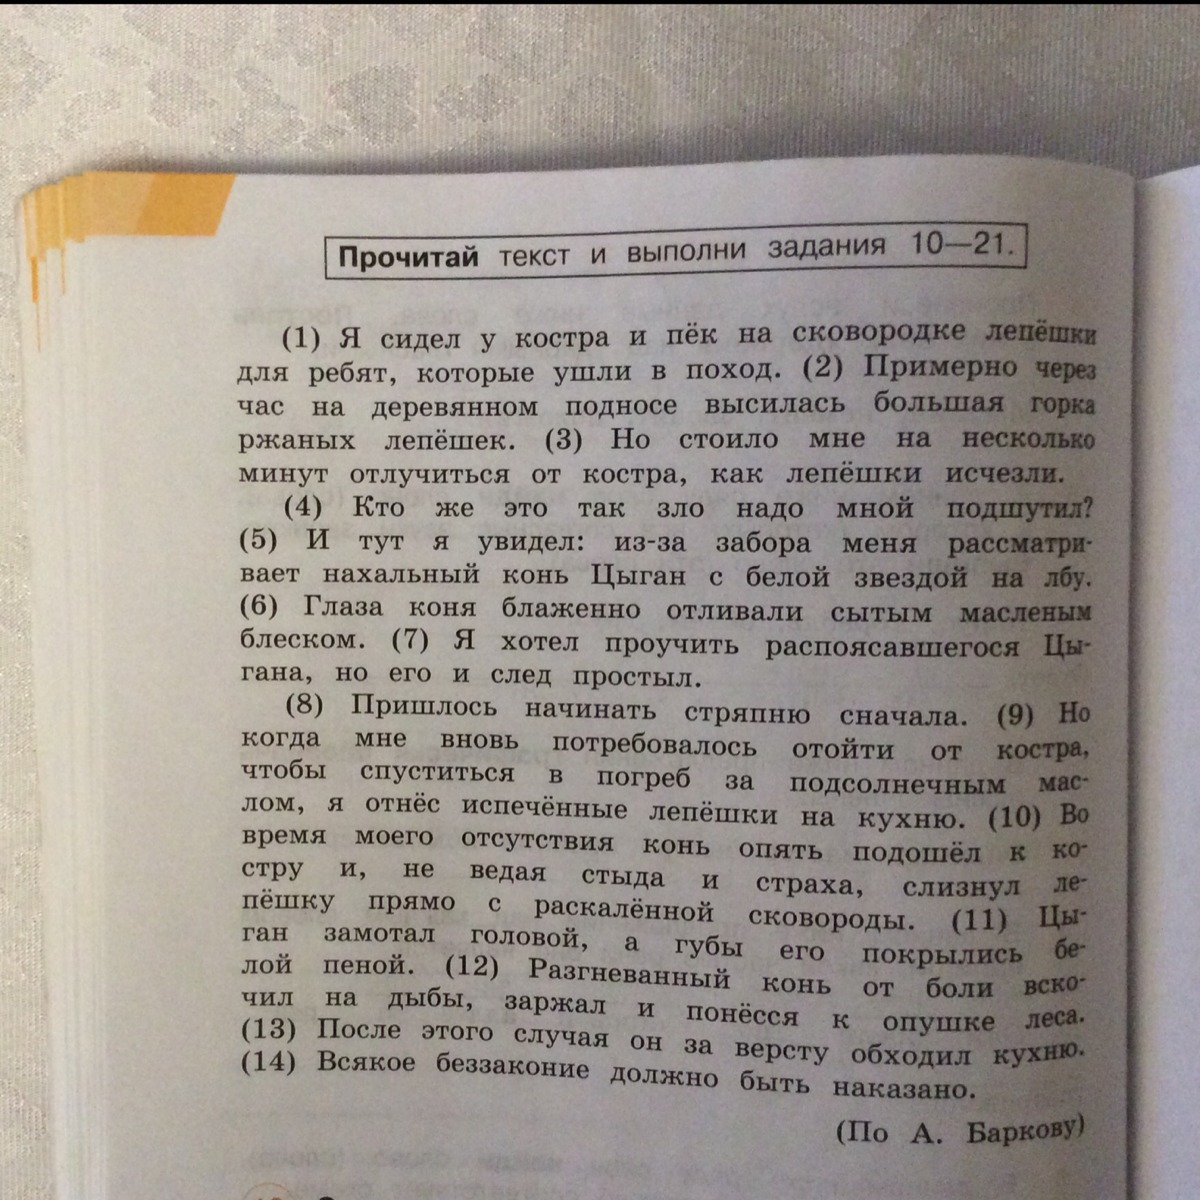 Прочитай текст и выполни задания 10—21.
(1) Я сидел у костра и пёк на сковородке лепёшки
для ребят, которые ушли в поход. (2) Примерно через
час на деревянном подносе высилась большая горка
ржаных лепёшек. (3) Но стоило мне на несколько
минут отлучиться от костра, как лепёшки исчезли.
(4) Кто же это так зло надо мной подшутил?
(5) И тут я увидел: из-за забора меня рассматри-
вает нахальный конь Цыган с белой звездой на лбу.
(6) Глаза коня блаженно отливали сытым масленым
блеском. (7) Я хотел проучить распоясавшегося Цы-
гана, но его и след простыл.
(8) Пришлось начинать стряпню сначала. (9) Но
когда мне вновь потребовалось отойти от костра,
чтобы спуститься в погреб за подсолнечным мас-
лом, я отнёс испечённые лепёшки на кухню. (10) Во
время моего отсутствия конь опять подошёл к ко-
стру и, не ведая стыда и страха, слизнул ле-
пёшку прямо с раскалённой сковороды. (11) Цы-
ган замотал головой, а губы его покрылись бе-
лой пеной. (12) Разгневанный конь от боли вско-
чил на дыбы, заржал и понёсся к опушке леса.
(13) После этого случая он за версту обходил кухню.
(14) Всякое беззаконие должно быть наказано.
(По А. Баркову)